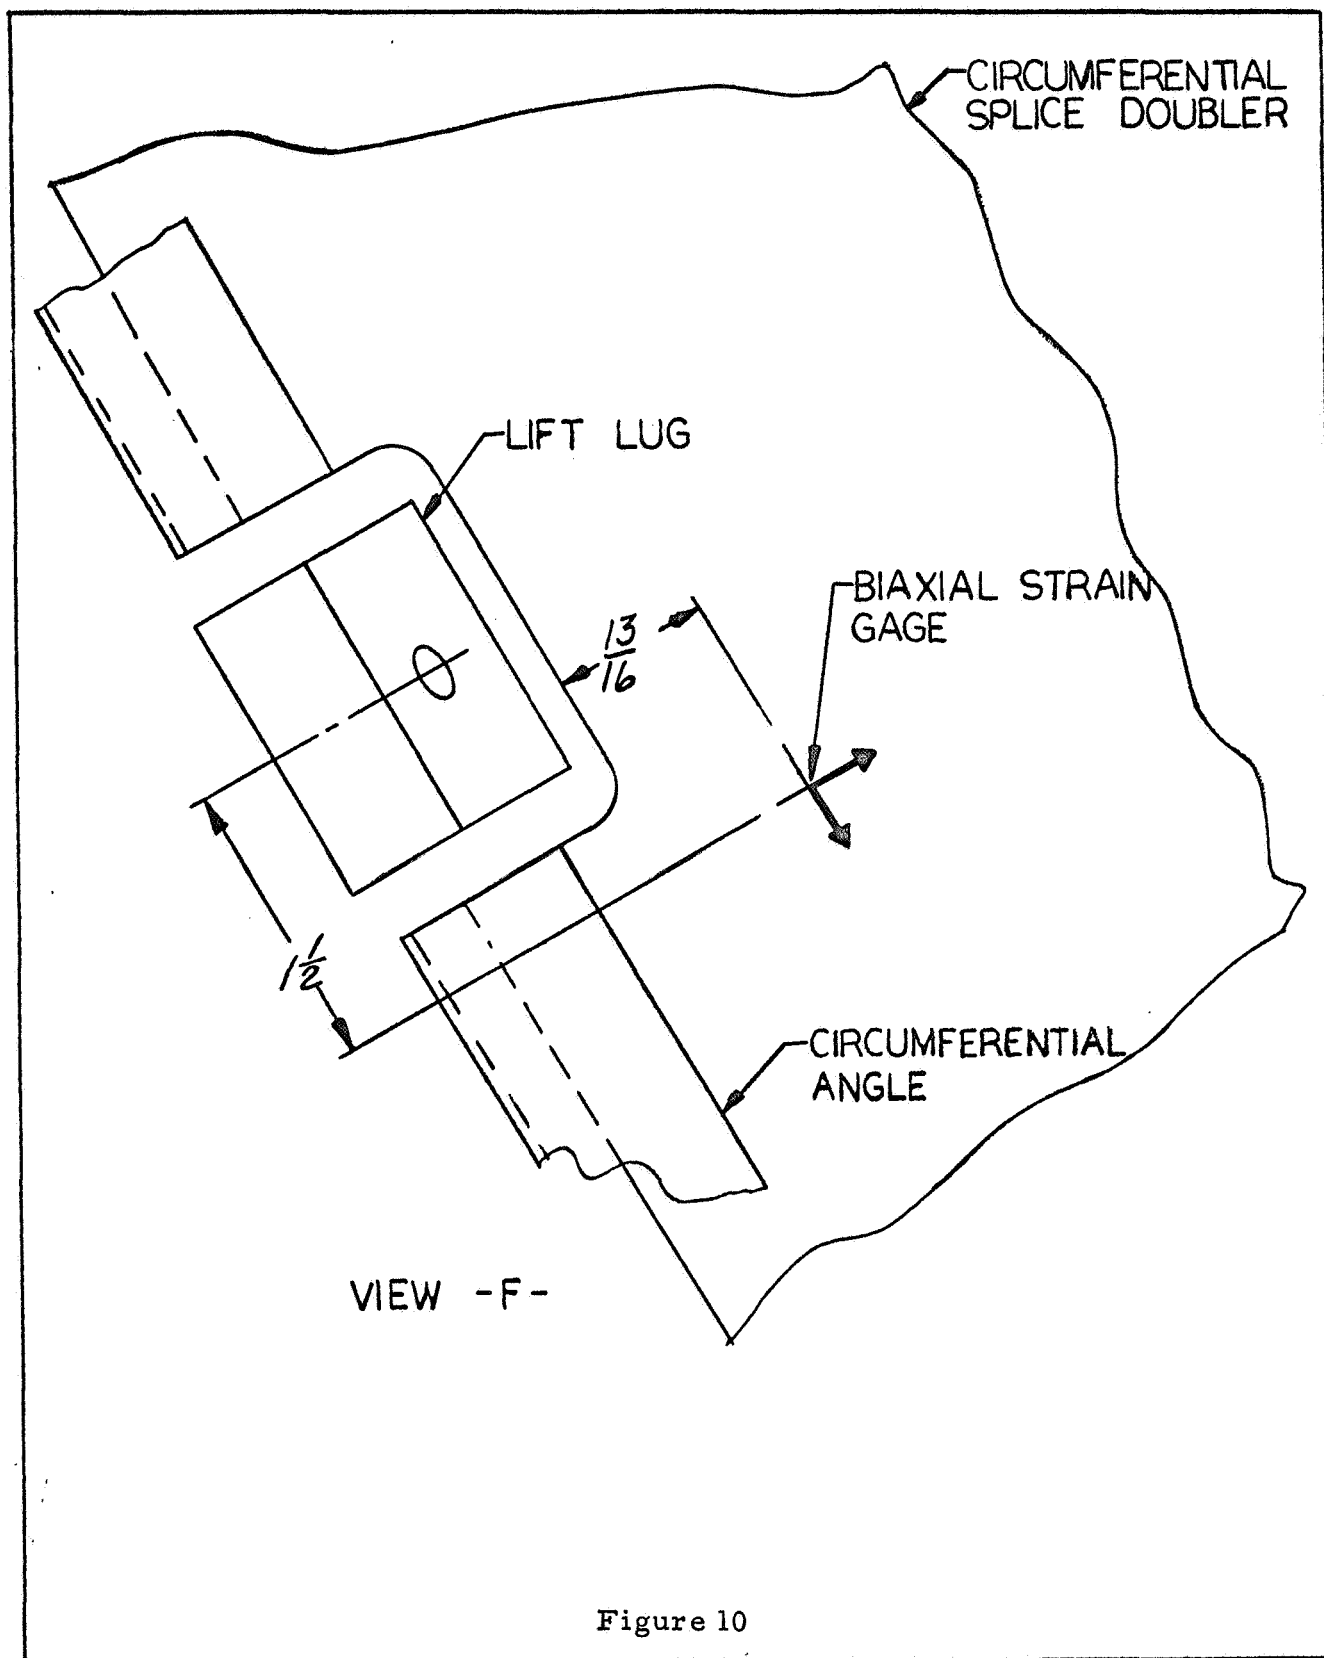 CIRCUMFERENTIAL
SPLICE DOUBLER
LIFT LUG
BIAXIAL STRAIN
GAGE
13
16
1 1/2
CIRCUMFERENTIAL
ANGLE
VIEW -F-
Figure 10